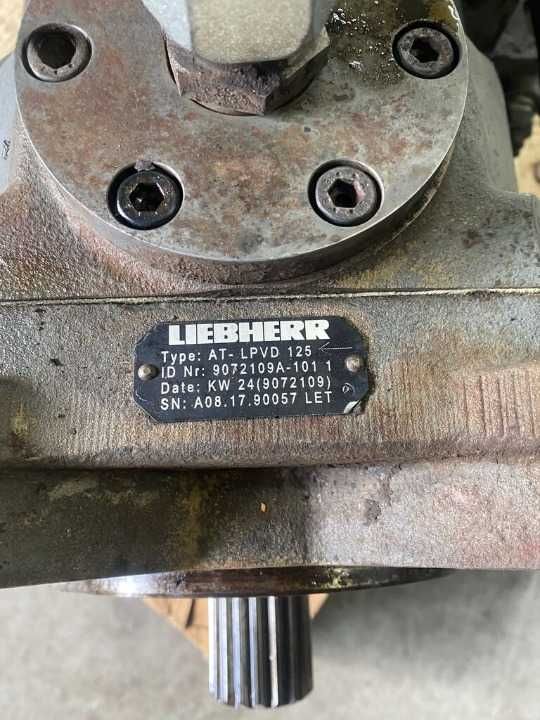 LIEBHERR
Type: AT- LPVD 125
ID Nr: 9072109A-101 1
Date: KW 24(9072109)
SN: A08.17.90057 LET